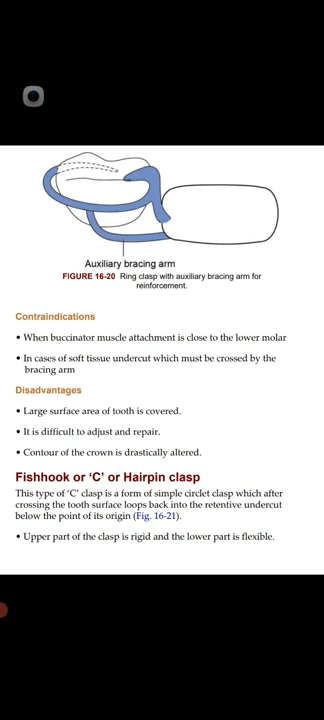 Auxiliary bracing arm
FIGURE 16-20 Ring clasp with auxiliary bracing arm for
reinforcement.
Contraindications
• When buccinator muscle attachment is close to the lower molar
• In cases of soft tissue undercut which must be crossed by the
bracing arm
Disadvantages
• Large surface area of tooth is covered.
• It is difficult to adjust and repair.
• Contour of the crown is drastically altered.
Fishhook or ‘C’ or Hairpin clasp
This type of ‘C’ clasp is a form of simple circlet clasp which after
crossing the tooth surface loops back into the retentive undercut
below the point of its origin (Fig. 16-21).
• Upper part of the clasp is rigid and the lower part is flexible.